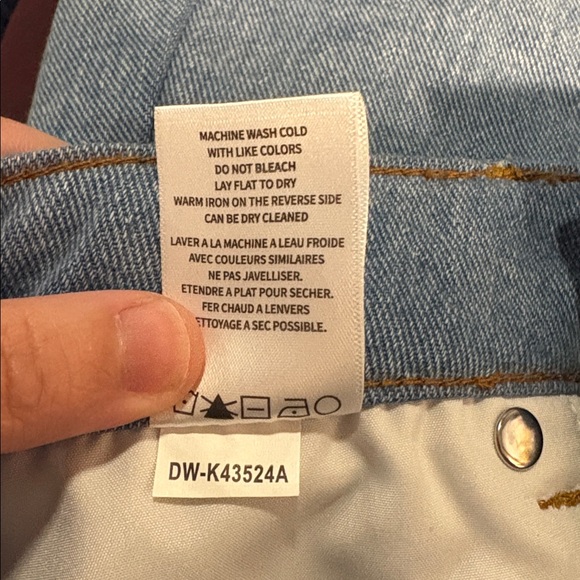 MACHINE WASH COLD
WITH LIKE COLORS
DO NOT BLEACH
LAY FLAT TO DRY
WARM IRON ON THE REVERSE SIDE
CAN BE DRY CLEANED
LAVER A LA MACHINE A LEAU FROIDE
AVEC COULEURS SIMILAIRES
NE PAS JAVELLISER.
ETENDRE A PLAT POUR SECHER.
FER CHAUD A LENVERS
A SEC POSSIBLE.
DW-K43524A